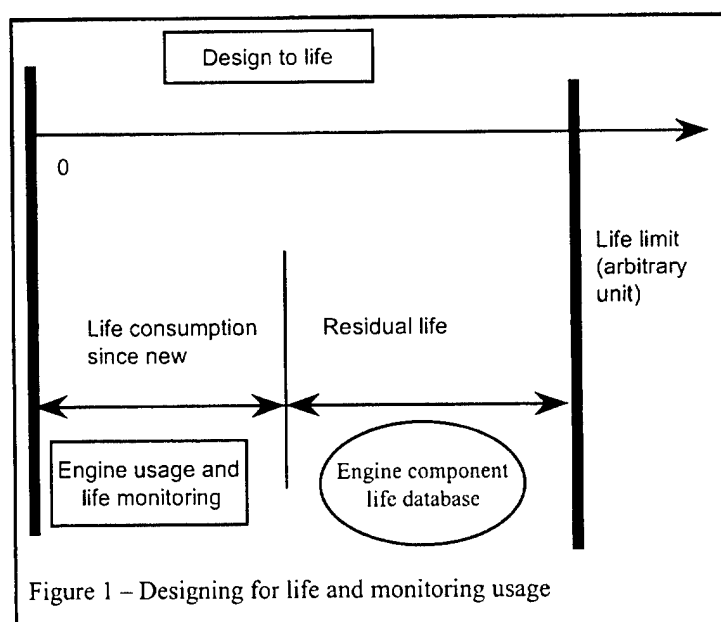 Design to life
0
Life limit
(arbitrary
unit)
Life consumption
since new
Residual life
Engine usage and
life monitoring
Engine component
life database
Figure 1 – Designing for life and monitoring usage